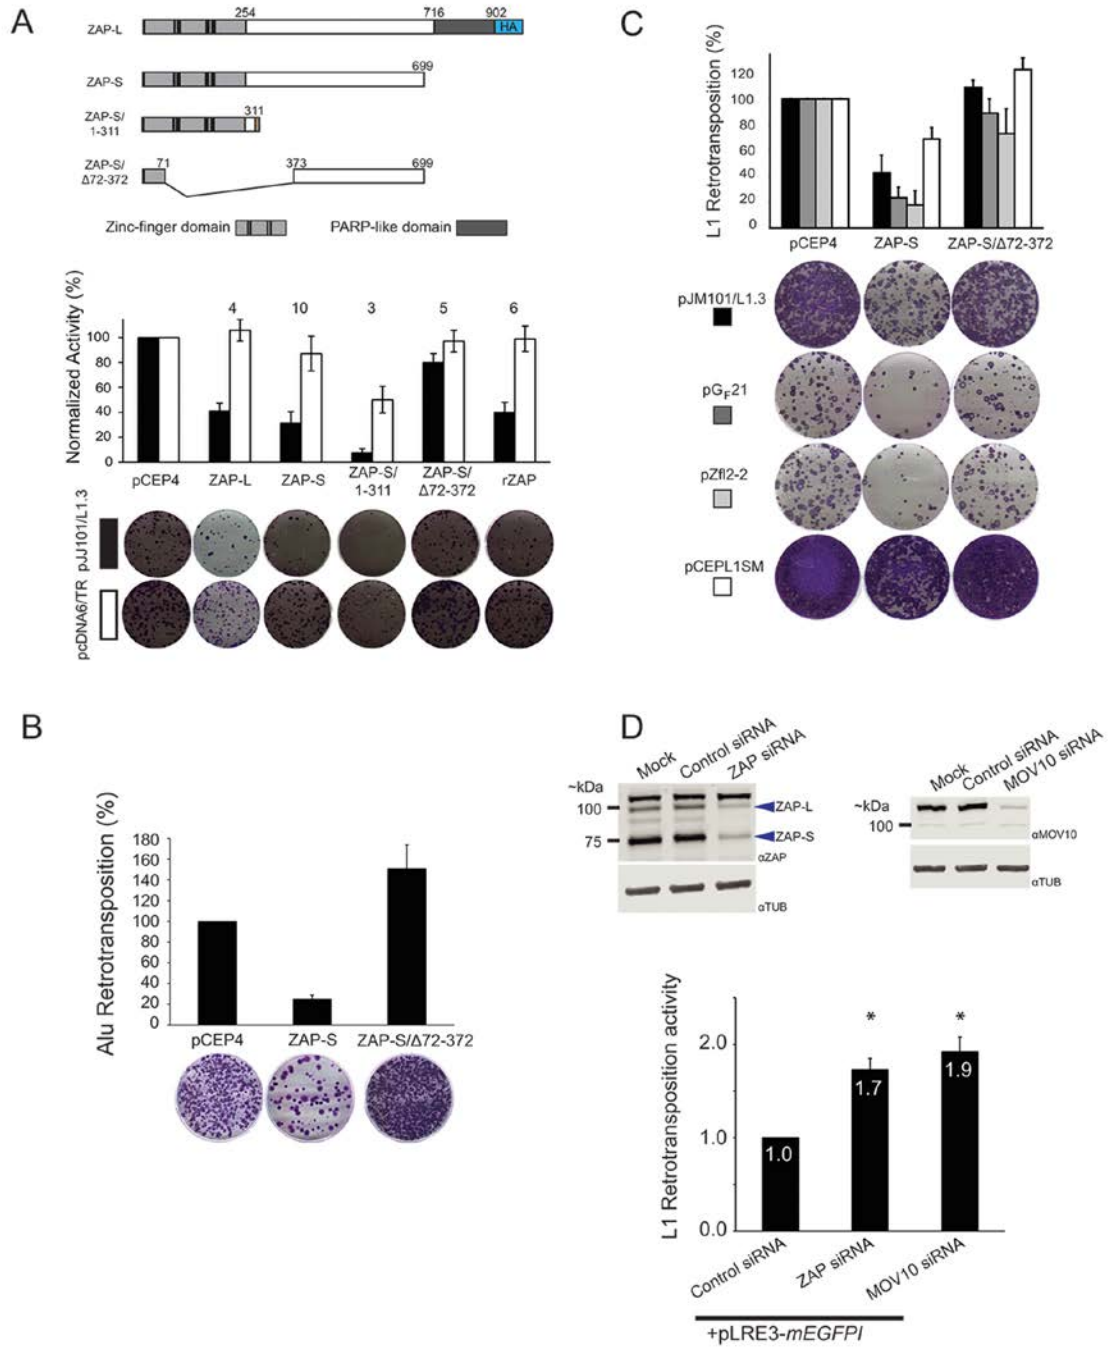 A
254 716 902
ZAP-L HA
ZAP-S 699
ZAP-S/
1-311
311
ZAP-S/
Δ72-372
71 373 699
Zinc-finger domain PARP-like domain
Normalized Activity (%)
4 10 3 5 6
100
80
60
40
20
0
pCEP4 ZAP-L ZAP-S ZAP-S/ ZAP-S/ rZAP
1-311 Δ72-372
pJJ101/L1.3
pcDNA6/TR
B
Alu Retrotransposition (%)
180
160
140
120
100
80
60
40
20
0
pCEP4 ZAP-S ZAP-S/Δ72-372
C
L1 Retrotransposition (%)
120
100
80
60
40
20
0
pCEP4 ZAP-S ZAP-S/Δ72-372
pJM101/L1.3
pGF21
pZfl2-2
pCEPL1SM
D
Mock Control siRNA ZAP siRNA
~kDa
100
75
ZAP-L
ZAP-S
αZAP
αTUB
Mock Control siRNA MOV10 siRNA
~kDa
100
αMOV10
αTUB
L1 Retrotransposition activity
2.0
1.0
0.0
* *
1.0 1.7 1.9
Control siRNA ZAP siRNA MOV10 siRNA
+pLRE3-mEGFPI